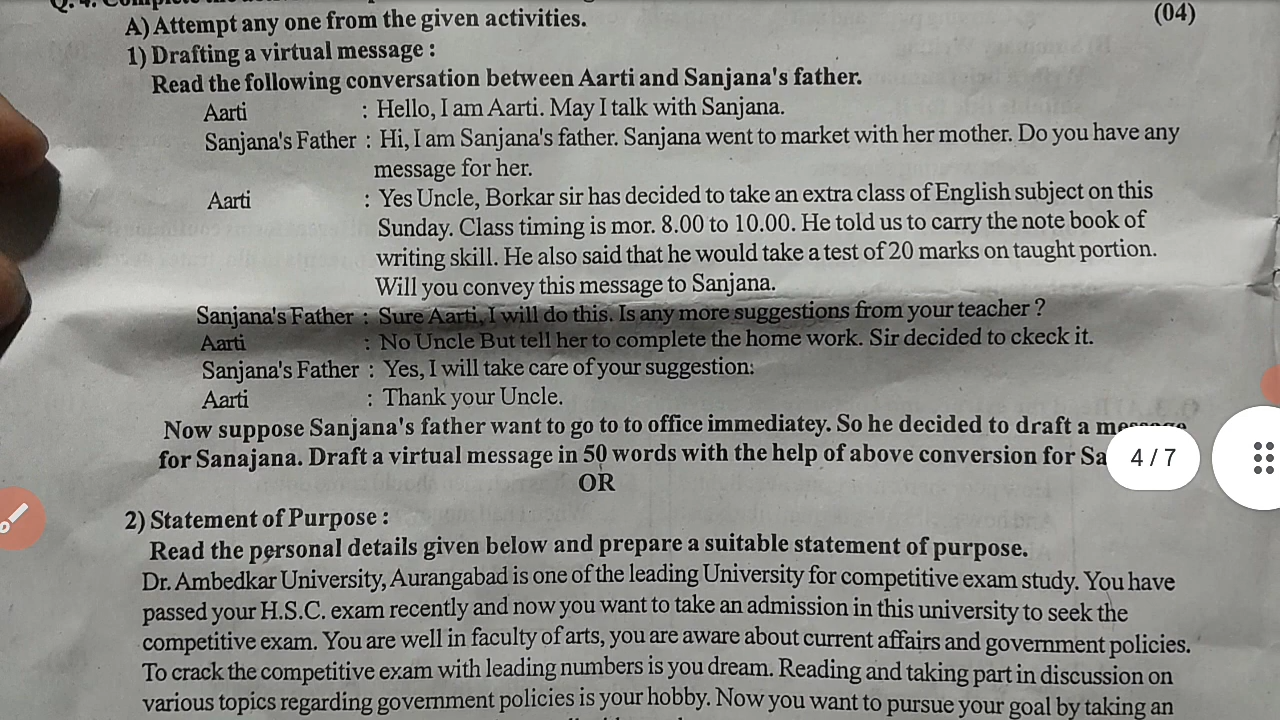 A) Attempt any one from the given activities. (04)
1) Drafting a virtual message :
Read the following conversation between Aarti and Sanjana's father.
Aarti : Hello, I am Aarti. May I talk with Sanjana.
Sanjana's Father : Hi, I am Sanjana's father. Sanjana went to market with her mother. Do you have any
message for her.
Aarti : Yes Uncle, Borkar sir has decided to take an extra class of English subject on this
Sunday. Class timing is mor. 8.00 to 10.00. He told us to carry the note book of
writing skill. He also said that he would take a test of 20 marks on taught portion.
Will you convey this message to Sanjana.
Sanjana's Father : Sure Aarti, I will do this. Is any more suggestions from your teacher ?
Aarti : No Uncle But tell her to complete the home work. Sir decided to ckeck it.
Sanjana's Father : Yes, I will take care of your suggestion:
Aarti : Thank your Uncle.
Now suppose Sanjana's father want to go to to office immediatey. So he decided to draft a
for Sanajana. Draft a virtual message in 50 words with the help of above conversion for Sa
4 / 7
OR
2) Statement of Purpose :
Read the personal details given below and prepare a suitable statement of purpose.
Dr. Ambedkar University, Aurangabad is one of the leading University for competitive exam study. You have
passed your H.S.C. exam recently and now you want to take an admission in this university to seek the
competitive exam. You are well in faculty of arts, you are aware about current affairs and government policies.
To crack the competitive exam with leading numbers is you dream. Reading and taking part in discussion on
various topics regarding government policies is your hobby. Now you want to pursue your goal by taking an